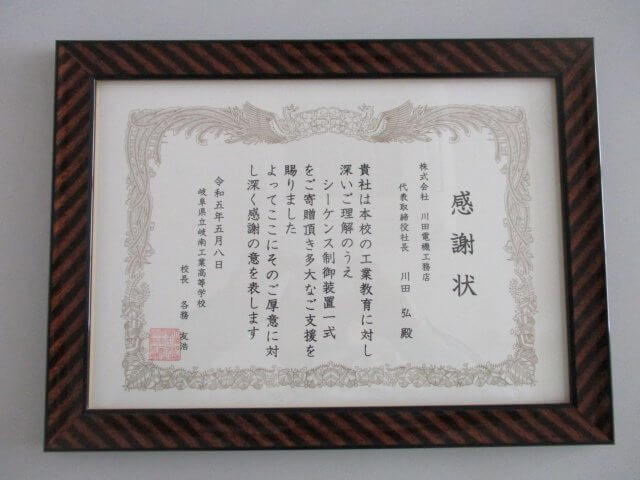 感謝状
株式会社 川田電機工務店
代表取締役社長 川田 弘 殿
貴社は本校の工業教育に対し
深いご理解のうえ
シーケンス制御装置一式
をご寄贈頂き多大なご支援を
賜りました
よってここにそのご厚意に対
し深く感謝の意を表します
令和五年五月八日
岐阜県立岐南工業高等学校
校長 各務 友浩